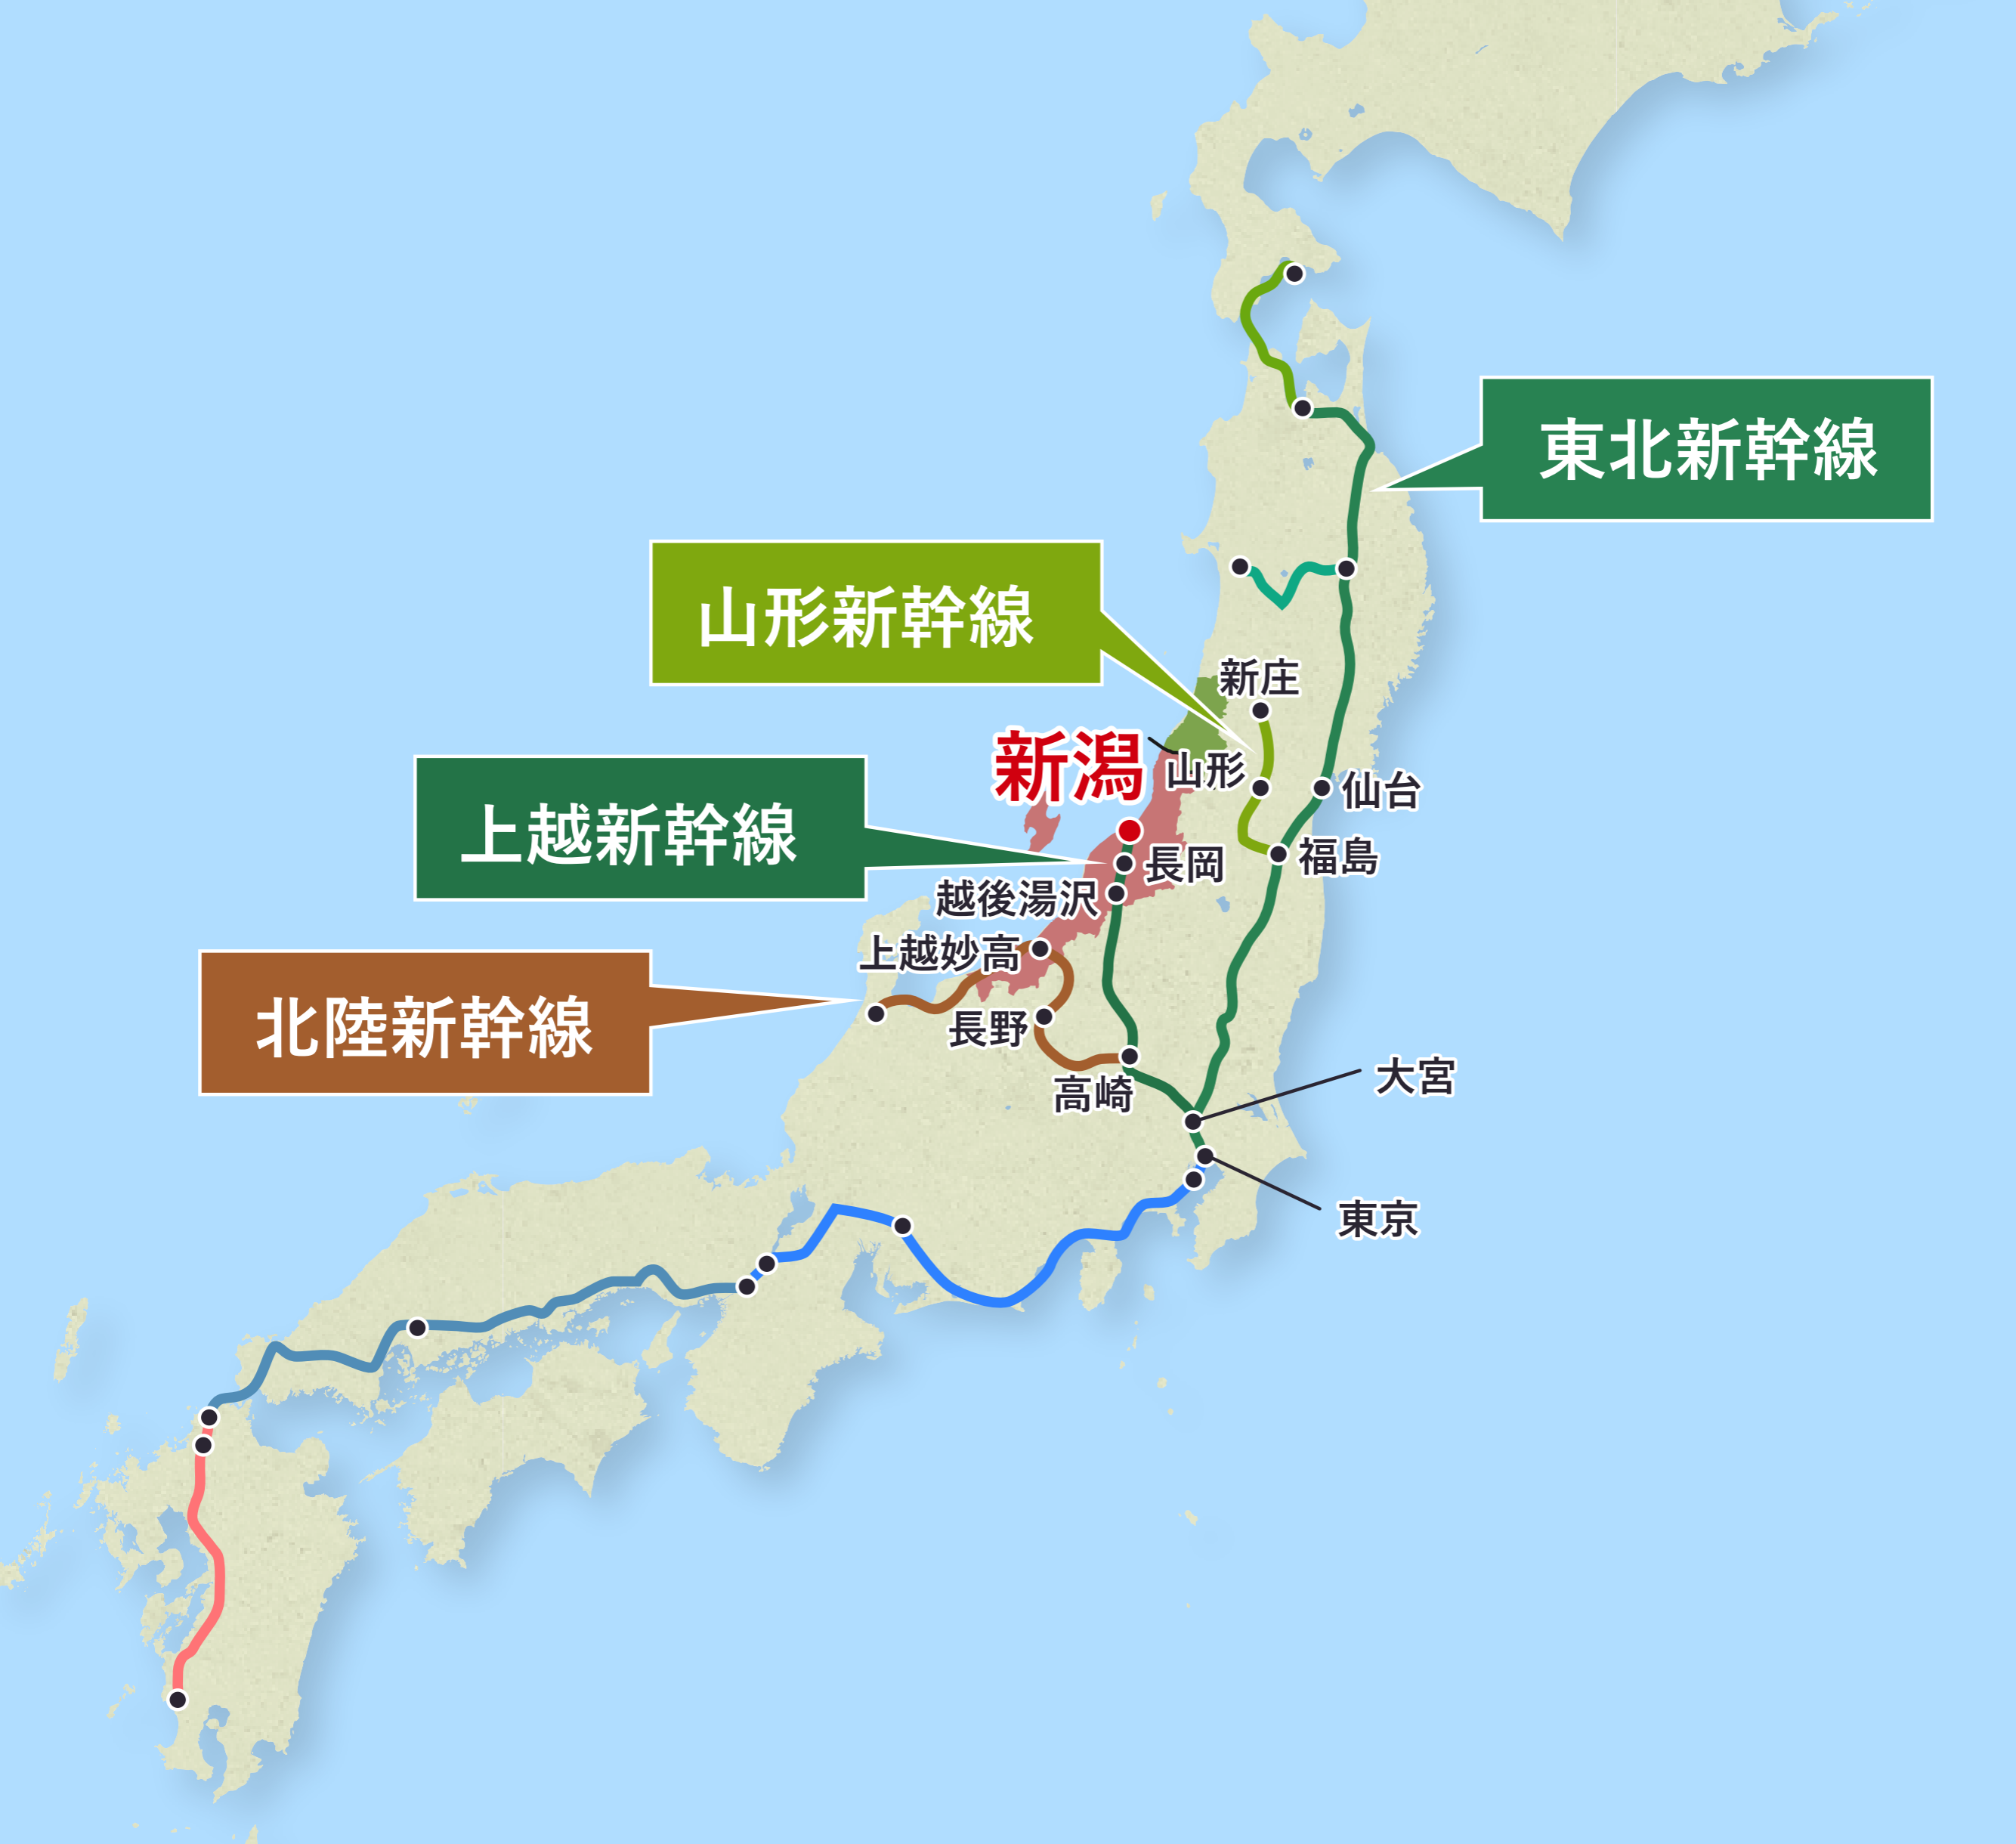 東北新幹線
山形新幹線
新庄
新潟
山形
仙台
上越新幹線
長岡
福島
越後湯沢
上越妙高
北陸新幹線
長野
高崎
大宮
東京